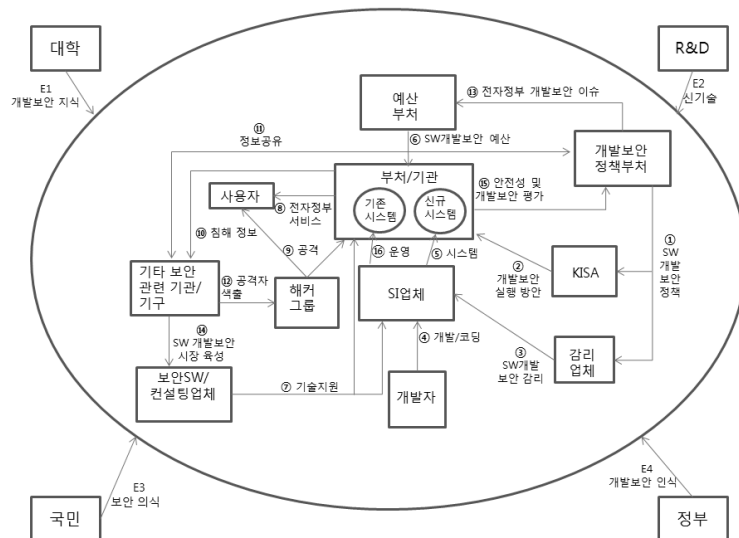 대학
R&D
E1
개발보안 지식
E2
신기술
예산
부처
⑬ 전자정부 개발보안 이슈
⑪
정보공유
⑥ SW개발보안 예산
개발보안
정책부처
부처/기관
사용자
기존
시스템
신규
시스템
⑮ 안전성 및
개발보안 평가
⑧ 전자정부
서비스
⑩ 침해 정보
⑨ 공격
⑯ 운영
⑤ 시스템
①
SW
개발
보안
정책
기타 보안
관련 기관/
기구
⑫ 공격자
색출
해커
그룹
SI업체
② 
개발보안
실행 방안
KISA
⑭
SW 개발보안
시장 육성
④ 개발/코딩
③
SW개발
보안 감리
감리
업체
보안SW/
컨설팅업체
⑦ 기술지원
개발자
E3
보안 의식
E4
개발보안 인식
국민
정부